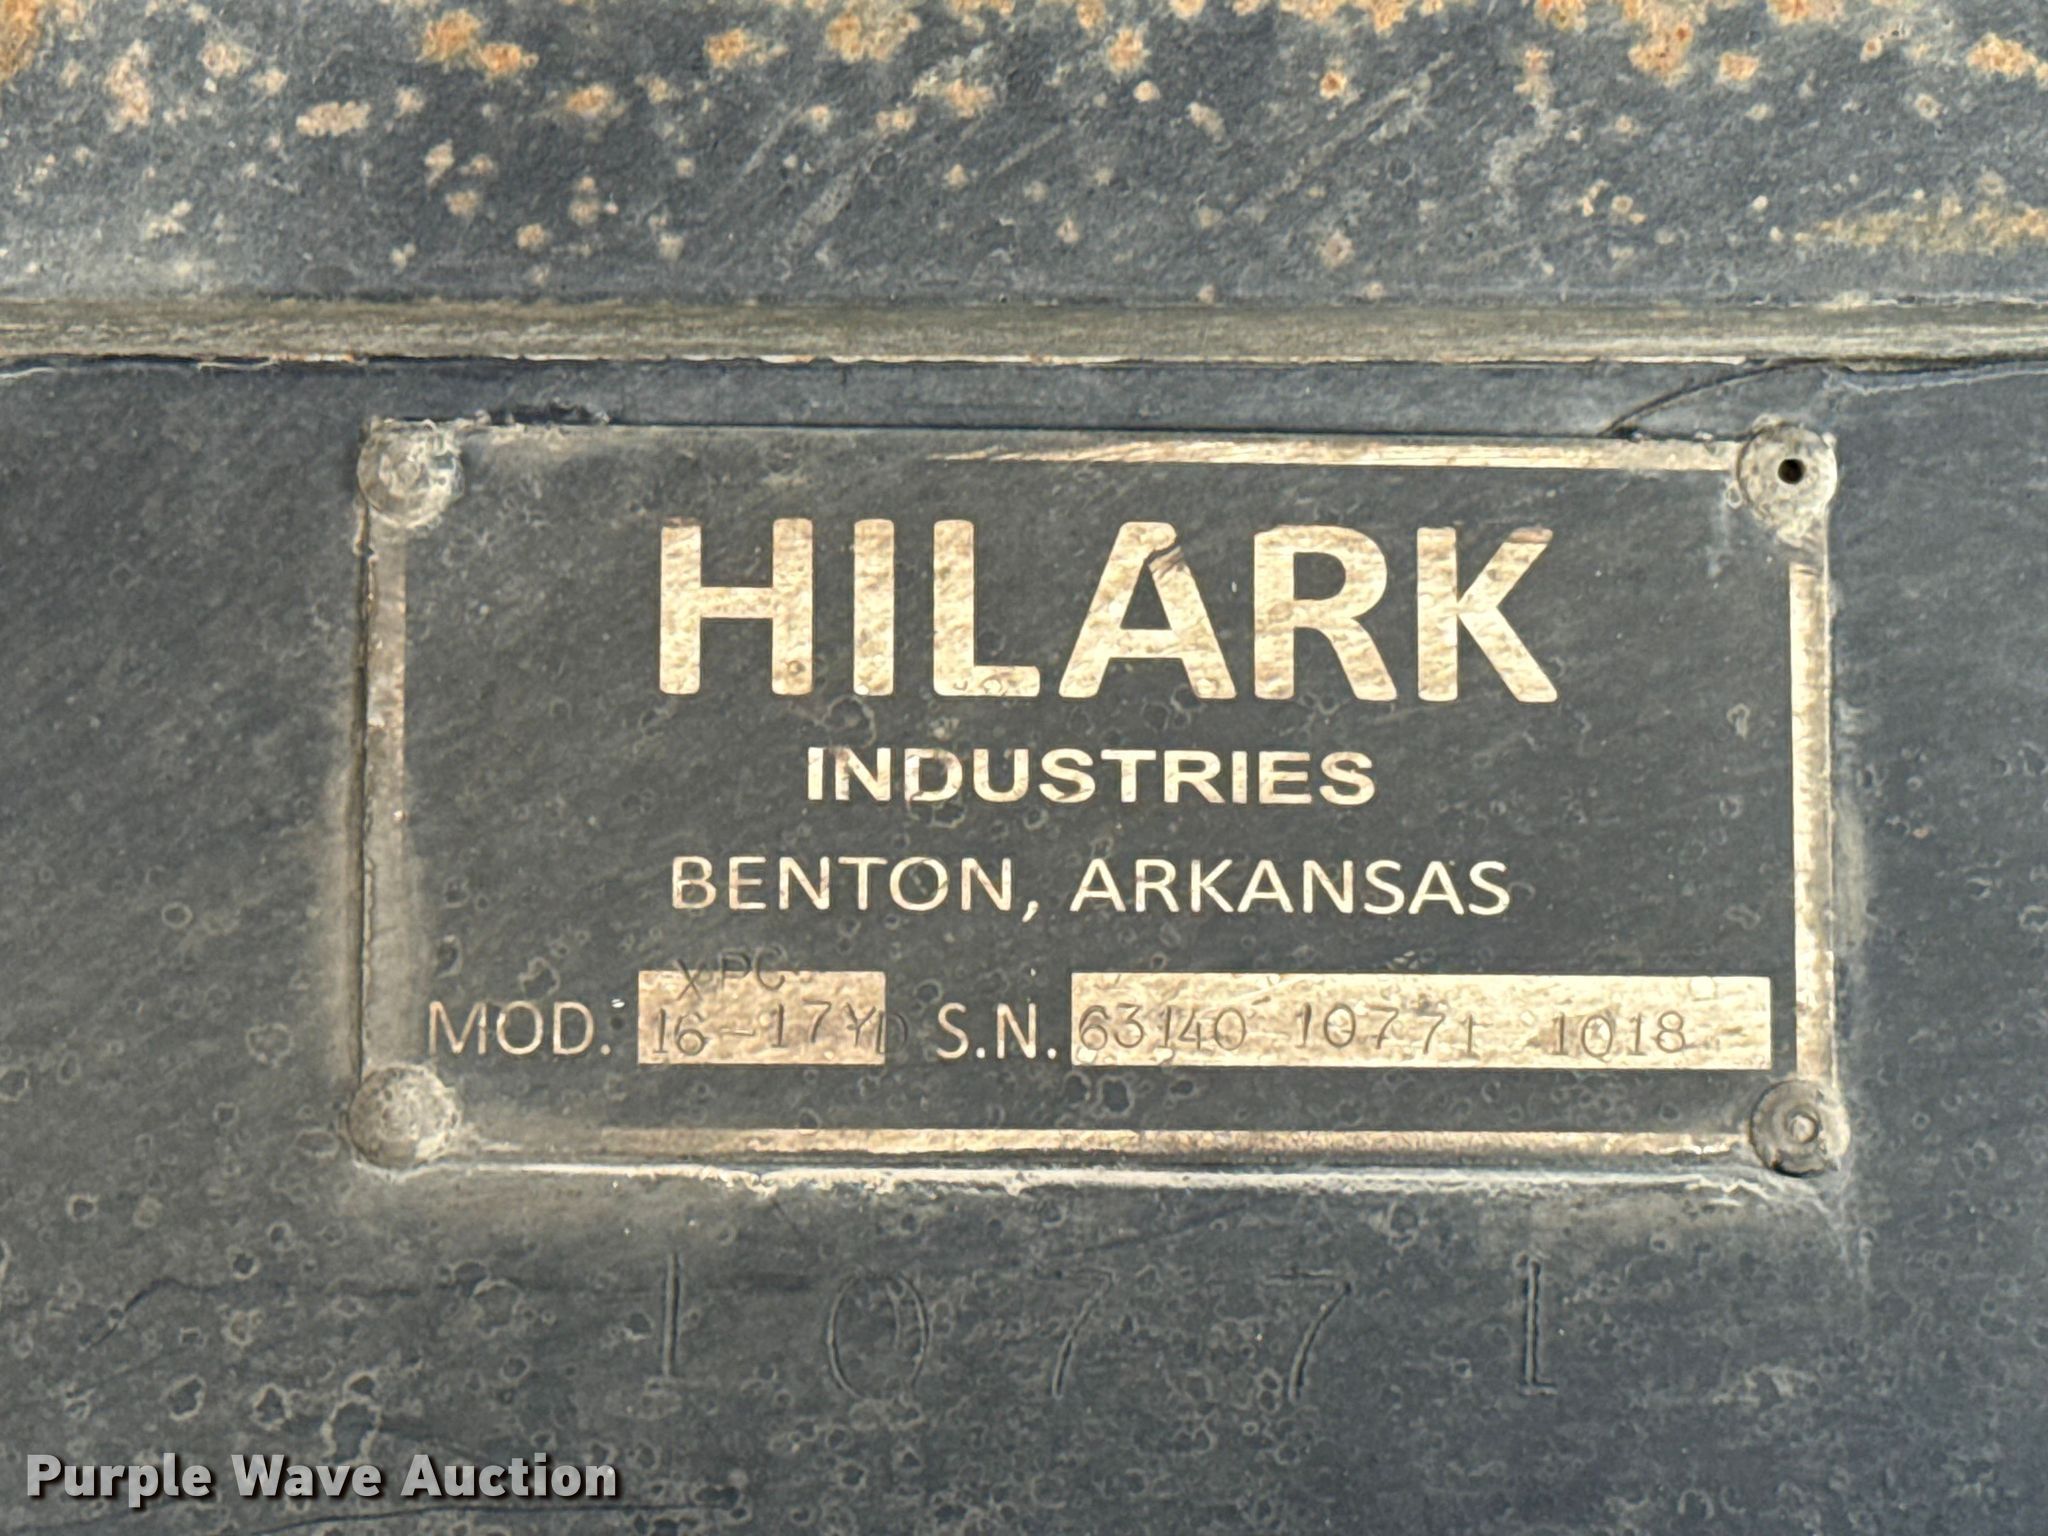 HILARK
INDUSTRIES
BENTON, ARKANSAS
XPC
MOD. 16-17YD S.N. 63140 10771 1018
10771
Purple Wave Auction